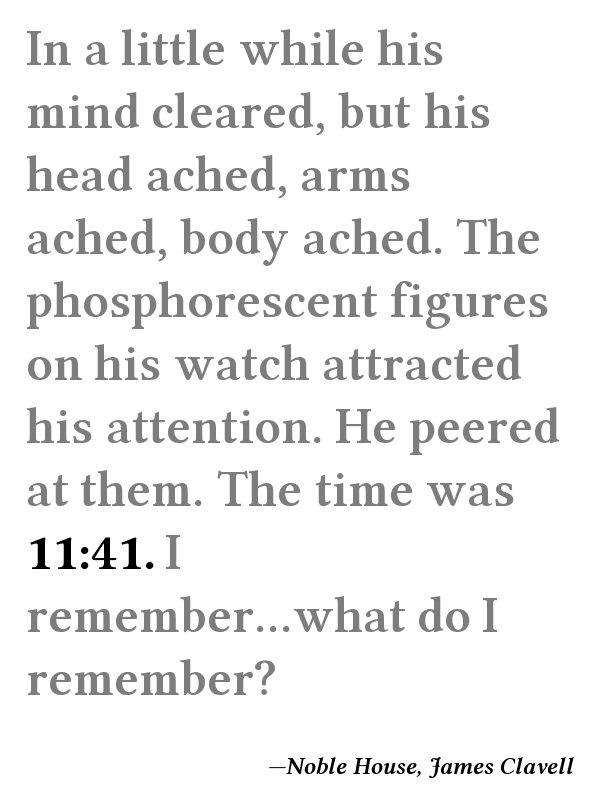 In a little while his
mind cleared, but his
head ached, arms
ached, body ached. The
phosphorescent figures
on his watch attracted
his attention. He peered
at them. The time was
11:41. I
remember...what do I
remember?
—Noble House, James Clavell